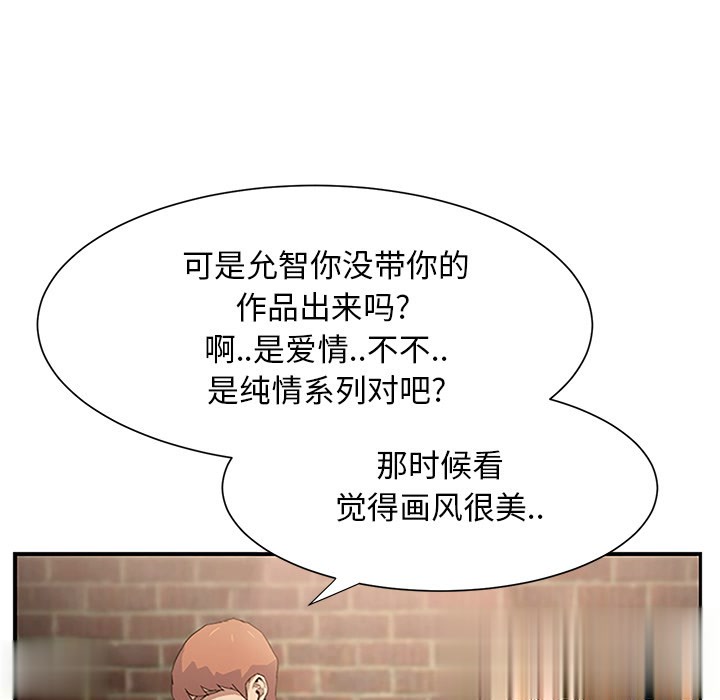 可是允智你没带你的
作品出来吗?
啊..是爱情..不不..
是纯情系列对吧?
那时候看
觉得画风很美..